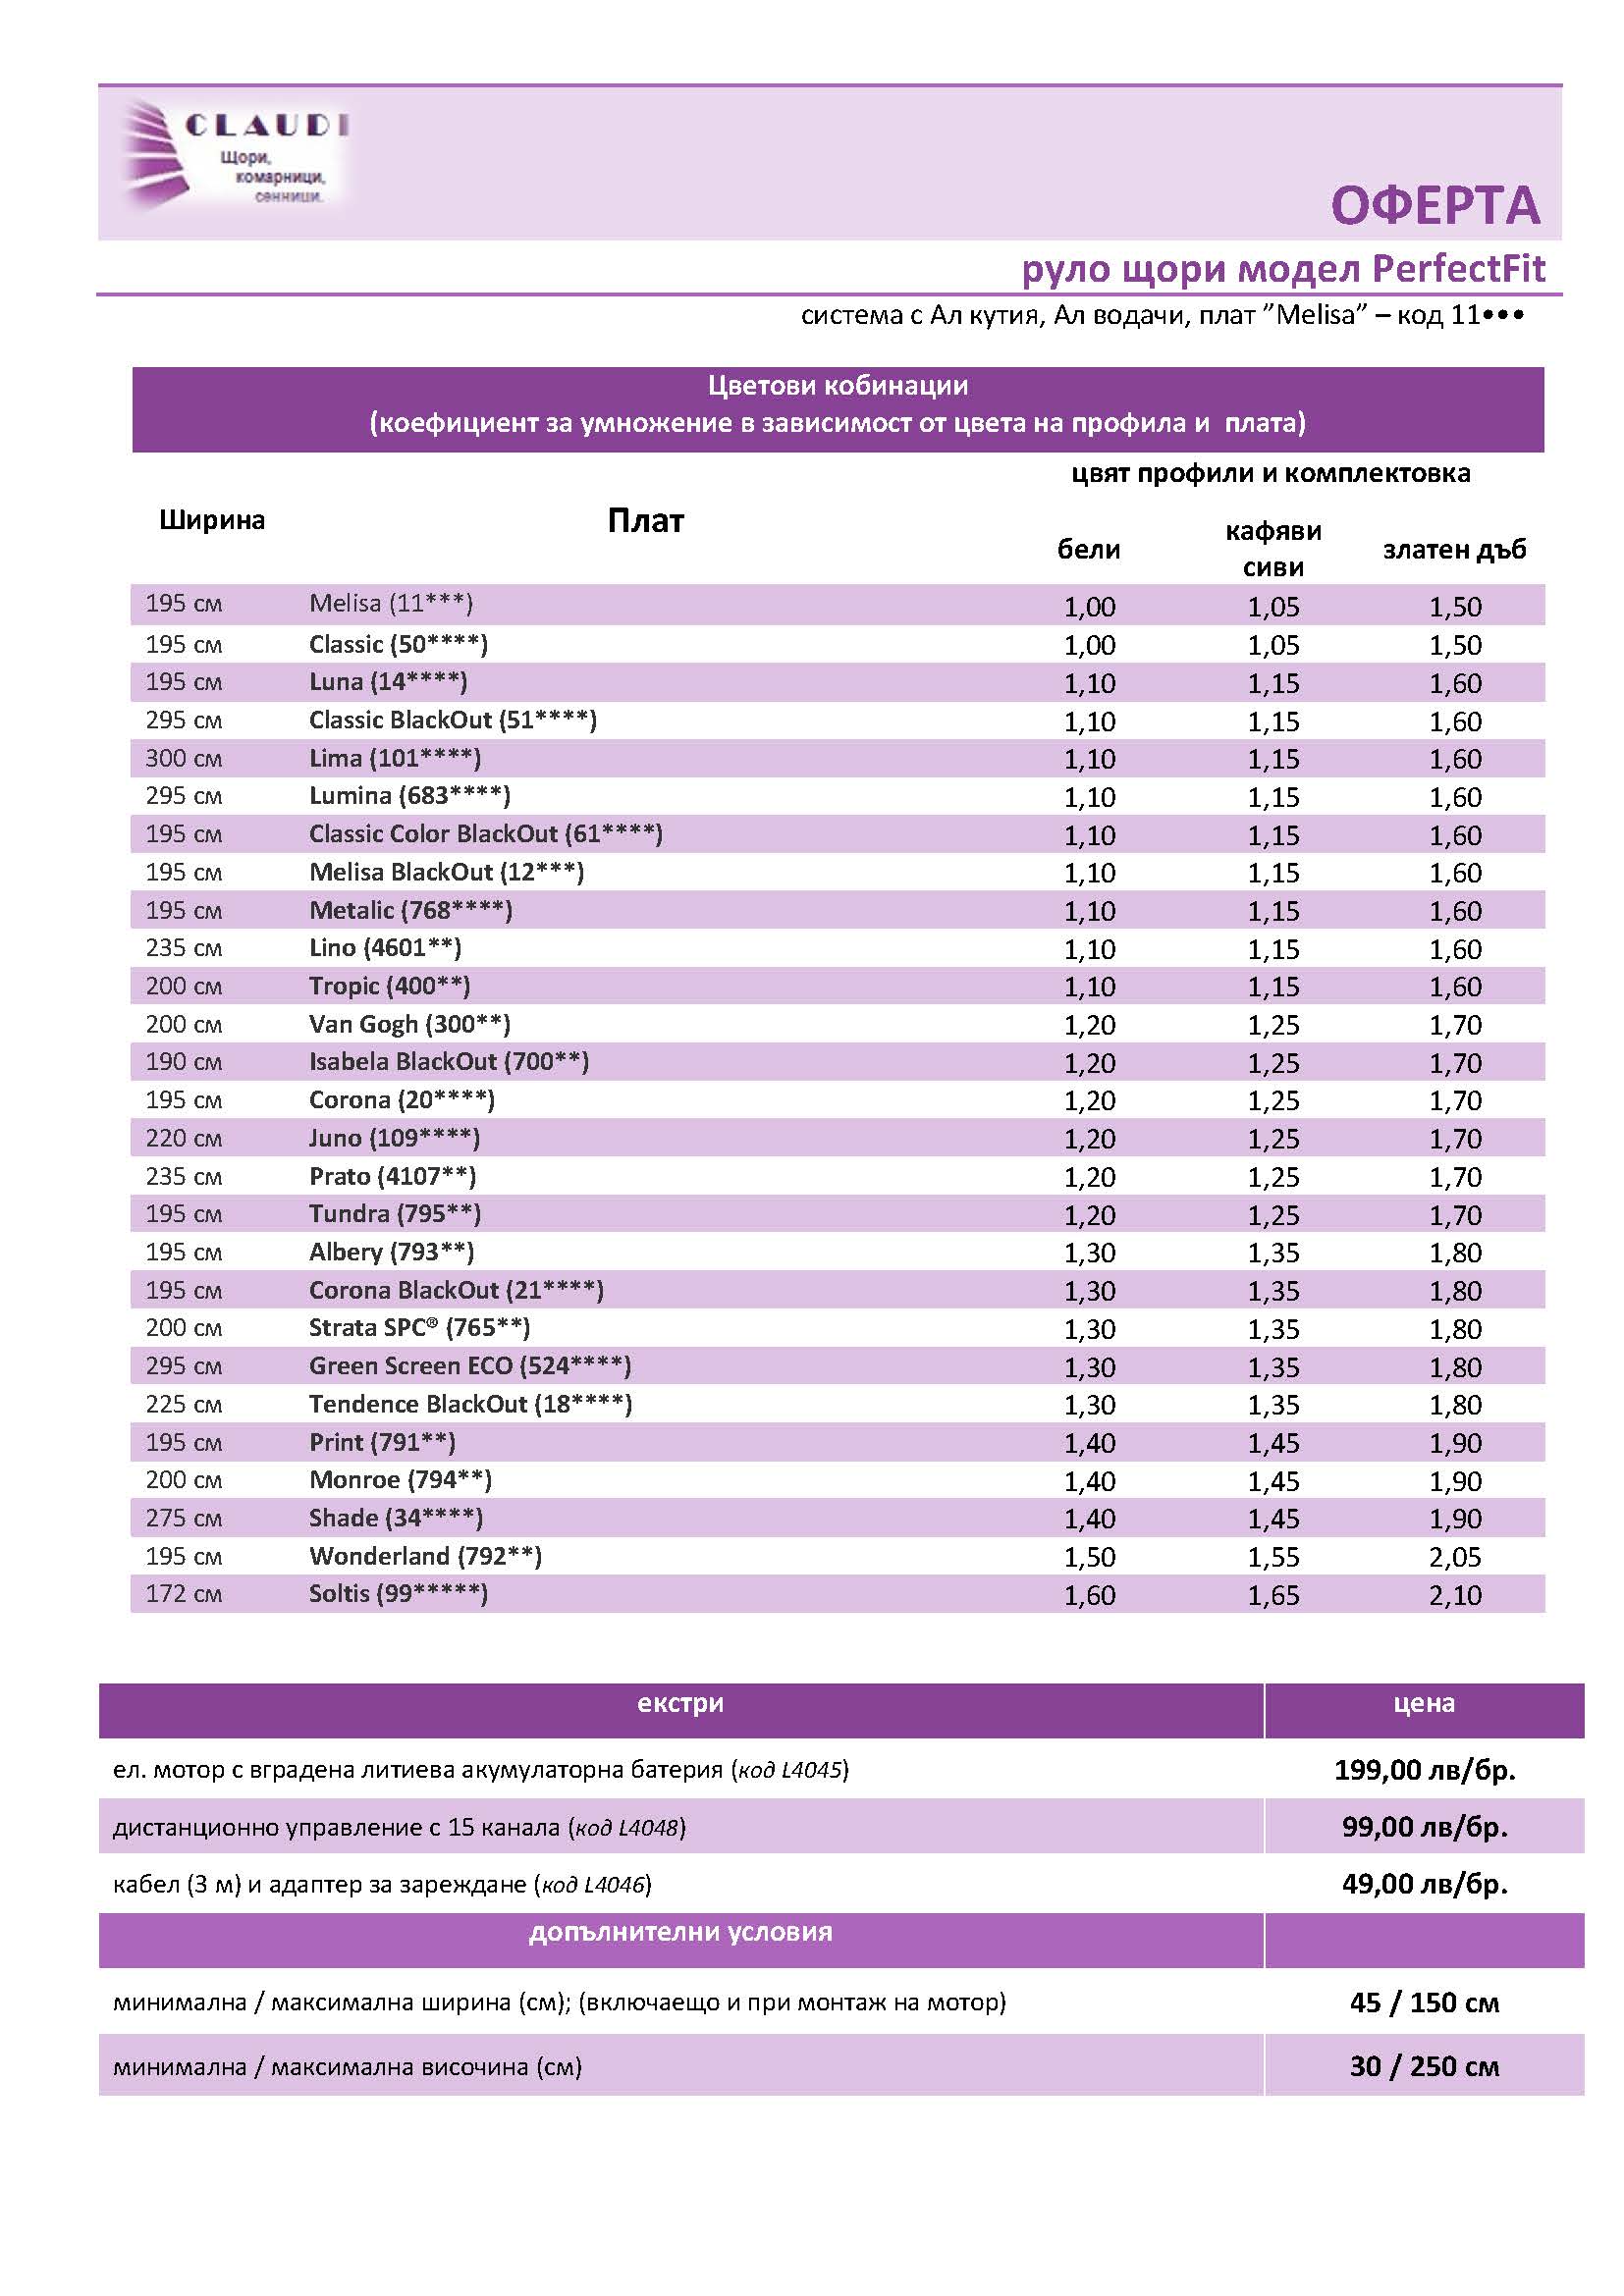 CLAUDI
Щори,
комарници,
сенници.
ОФЕРТА
руло щори модел PerfectFit
система с Ал кутия, Ал водачи, плат ”Melisa” – код 11•••
Цветови кобинации
(коефициент за умножение в зависимост от цвета на профила и плата)
цвят профили и комплектовка
Ширина Плат бели кафяви сиви златен дъб
195 см Melisa (11***) 1,00 1,05 1,50
195 см Classic (50****) 1,00 1,05 1,50
195 см Luna (14****) 1,10 1,15 1,60
295 см Classic BlackOut (51****) 1,10 1,15 1,60
300 см Lima (101****) 1,10 1,15 1,60
295 см Lumina (683****) 1,10 1,15 1,60
195 см Classic Color BlackOut (61****) 1,10 1,15 1,60
195 см Melisa BlackOut (12***) 1,10 1,15 1,60
195 см Metalic (768****) 1,10 1,15 1,60
235 см Lino (4601**) 1,10 1,15 1,60
200 см Tropic (400**) 1,10 1,15 1,60
200 см Van Gogh (300**) 1,20 1,25 1,70
190 см Isabela BlackOut (700**) 1,20 1,25 1,70
195 см Corona (20****) 1,20 1,25 1,70
220 см Juno (109****) 1,20 1,25 1,70
235 см Prato (4107**) 1,20 1,25 1,70
195 см Tundra (795**) 1,20 1,25 1,70
195 см Albery (793**) 1,30 1,35 1,80
195 см Corona BlackOut (21****) 1,30 1,35 1,80
200 см Strata SPC® (765**) 1,30 1,35 1,80
295 см Green Screen ECO (524****) 1,30 1,35 1,80
225 см Tendence BlackOut (18****) 1,30 1,35 1,80
195 см Print (791**) 1,40 1,45 1,90
200 см Monroe (794**) 1,40 1,45 1,90
275 см Shade (34****) 1,40 1,45 1,90
195 см Wonderland (792**) 1,50 1,55 2,05
172 см Soltis (99*****) 1,60 1,65 2,10
екстри цена
ел. мотор с вградена литиева акумулаторна батерия (код L4045) 199,00 лв/бр.
дистанционно управление с 15 канала (код L4048) 99,00 лв/бр.
кабел (3 м) и адаптер за зареждане (код L4046) 49,00 лв/бр.
допълнителни условия
минимална / максимална ширина (см); (включаещо и при монтаж на мотор) 45 / 150 см
минимална / максимална височина (см) 30 / 250 см